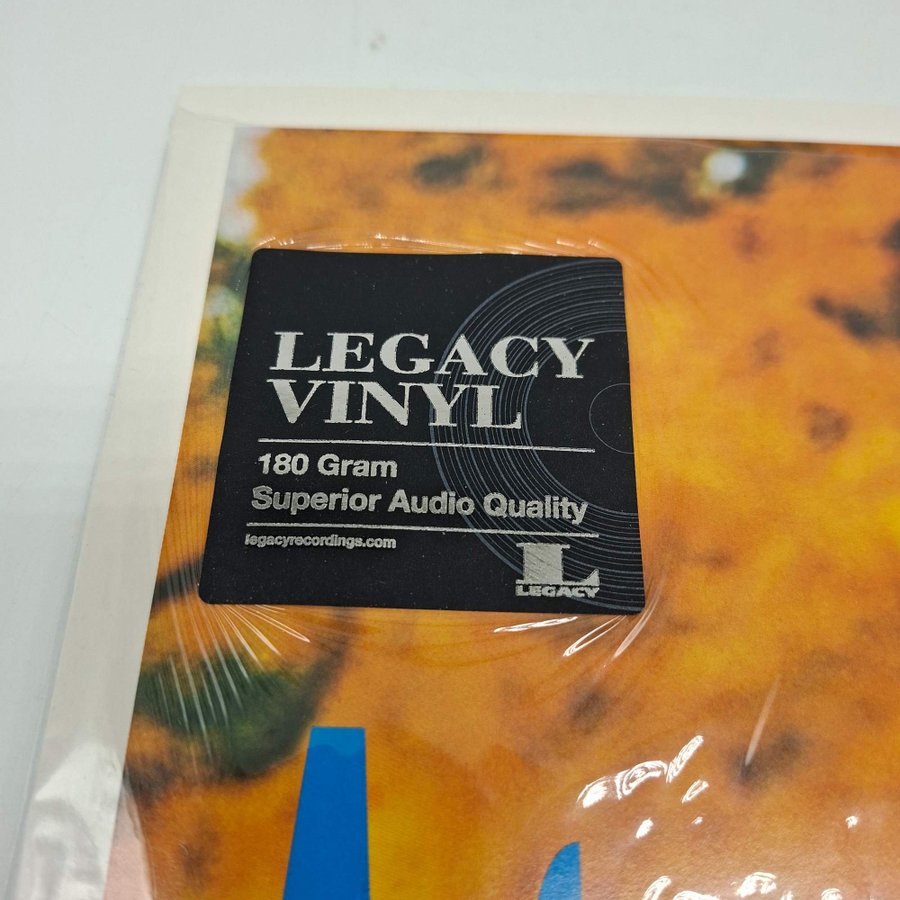 LEGACY
VINYL
180 Gram
Superior Audio Quality
legacyrecordings.com
L
LEGACY